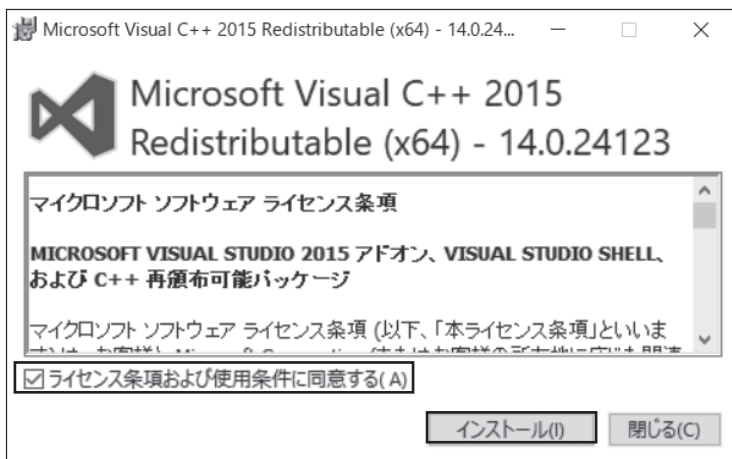 Microsoft Visual C++ 2015 Redistributable (x64) - 14.0.24...
Microsoft Visual C++ 2015
Redistributable (x64) - 14.0.24123
マイクロソフト ソフトウェア ライセンス条項
MICROSOFT VISUAL STUDIO 2015 アドオン、VISUAL STUDIO SHELL、
および C++ 再頒布可能パッケージ
マイクロソフト ソフトウェア ライセンス条項 (以下、「本ライセンス条項」といいま
ライセンス条項および使用条件に同意する(A)
インストール(I)
閉じる(C)